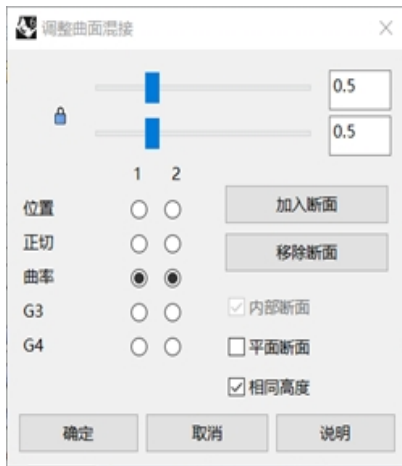 调整曲面混接
0.5
0.5
1 2
位置
正切
曲率
G3
G4
加入断面
移除断面
内部断面
平面断面
相同高度
确定 取消 说明